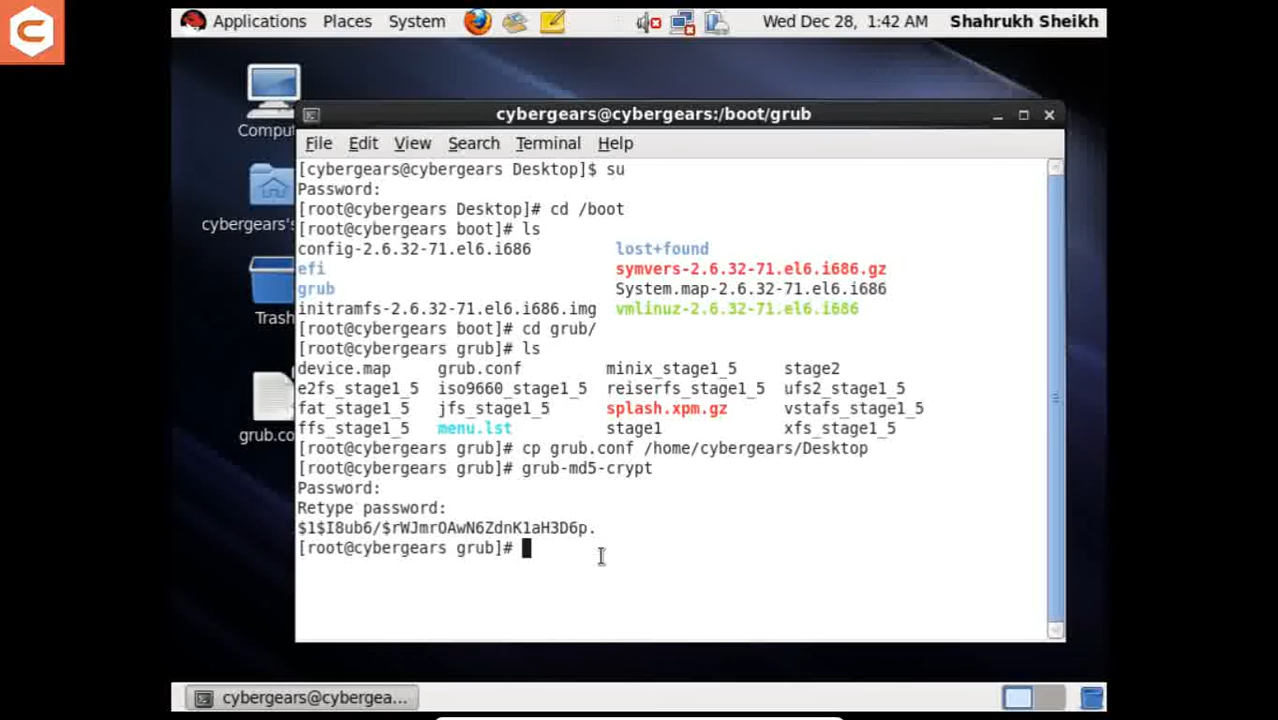 Applications Places System Wed Dec 28, 1:42 AM Shahrukh Sheikh
Comput
cybergears's
Trash
grub.co
cybergears@cybergears:/boot/grub
File Edit View Search Terminal Help
[cybergears@cybergears Desktop]$ su
Password:
[root@cybergears Desktop]# cd /boot
[root@cybergears boot]# ls
config-2.6.32-71.el6.i686 lost+found
efi symvers-2.6.32-71.el6.i686.gz
grub System.map-2.6.32-71.el6.i686
initramfs-2.6.32-71.el6.i686.img vmlinuz-2.6.32-71.el6.i686
[root@cybergears boot]# cd grub/
[root@cybergears grub]# ls
device.map grub.conf minix_stage1_5 stage2
e2fs_stage1_5 iso9660_stage1_5 reiserfs_stage1_5 ufs2_stage1_5
fat_stage1_5 jfs_stage1_5 splash.xpm.gz vstafs_stage1_5
ffs_stage1_5 menu.lst stage1 xfs_stage1_5
[root@cybergears grub]# cp grub.conf /home/cybergears/Desktop
[root@cybergears grub]# grub-md5-crypt
Password:
Retype password:
$1$I8ub6/$rWJmrOAwN6ZdnK1aH3D6p.
[root@cybergears grub]#
cybergears@cybergea...